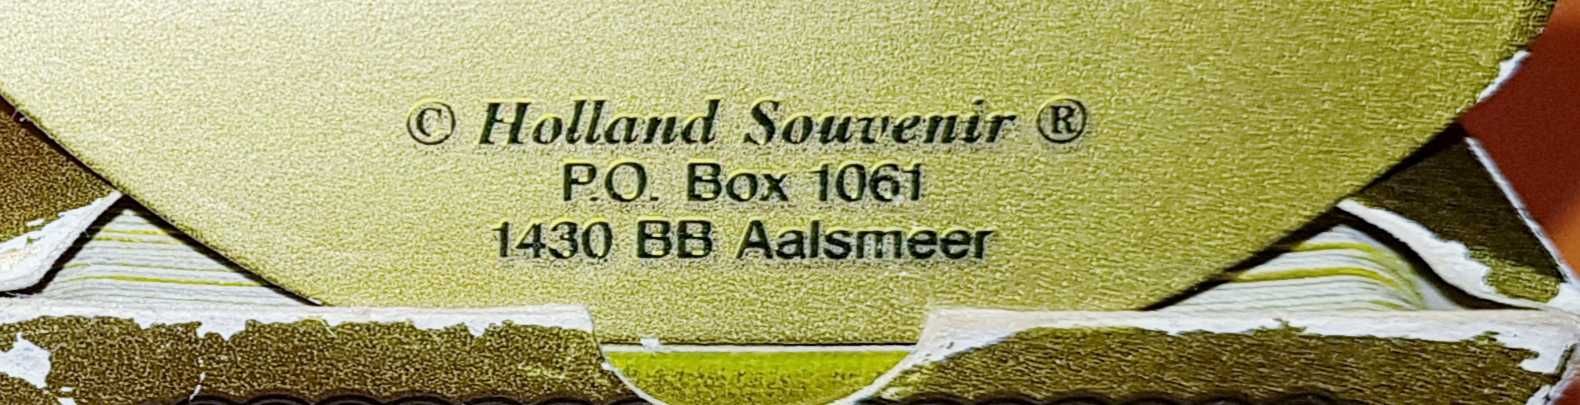 © Holland Souvenir ®
P.O. Box 1061
1430 BB Aalsmeer